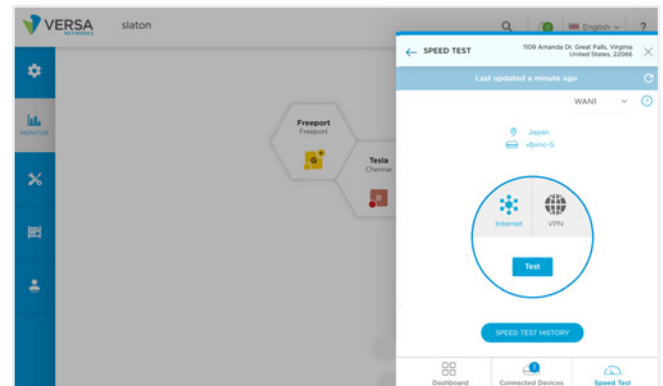 VERSA
NETWORKS
slaton
English
?
SPEED TEST
1109 Amanda Dr, Great Falls, Virginia
United States, 22066
Last updated a minute ago
WAN1
MONITOR
Freeport
Freeport
G
Tesla
Chennai
B
Japan
vbiinc-5
Internet
VPN
Test
SPEED TEST HISTORY
Dashboard
Connected Devices
Speed Test